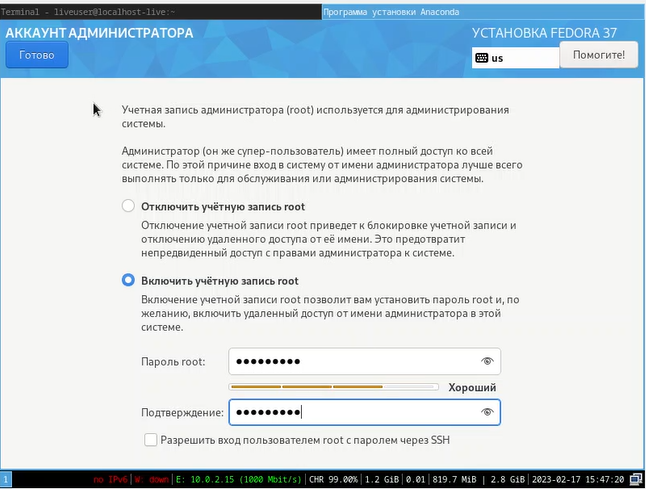 Terminal - liveuser@localhost-live:~
Программа установки Anaconda
АККАУНТ АДМИНИСТРАТОРА
УСТАНОВКА FEDORA 37
Готово
us
Помогите!
Учетная запись администратора (root) используется для администрирования
системы.
Администратор (он же супер-пользователь) имеет полный доступ ко всей
системе. По этой причине вход в систему от имени администратора лучше всего
выполнять только для обслуживания или администрирования системы.
Отключить учётную запись root
Отключение учетной записи root приведет к блокировке учетной записи и
отключению удаленного доступа от её имени. Это предотвратит
непредвиденный доступ с правами администратора к системе.
Включить учётную запись root
Включение учетной записи root позволит вам установить пароль root и, по
желанию, включить удаленный доступ от имени администратора в этой
системе.
Пароль root: ●●●●●●●●●
Хороший
Подтверждение: ●●●●●●●●●
Разрешить вход пользователем root с паролем через SSH
1 no IPv6|W: down|E: 10.0.2.15 (1000 Mbit/s)|CHR 99.00%|1.2 GiB|0.01|819.7 MiB | 2.8 GiB|2023-02-17 15:47:20